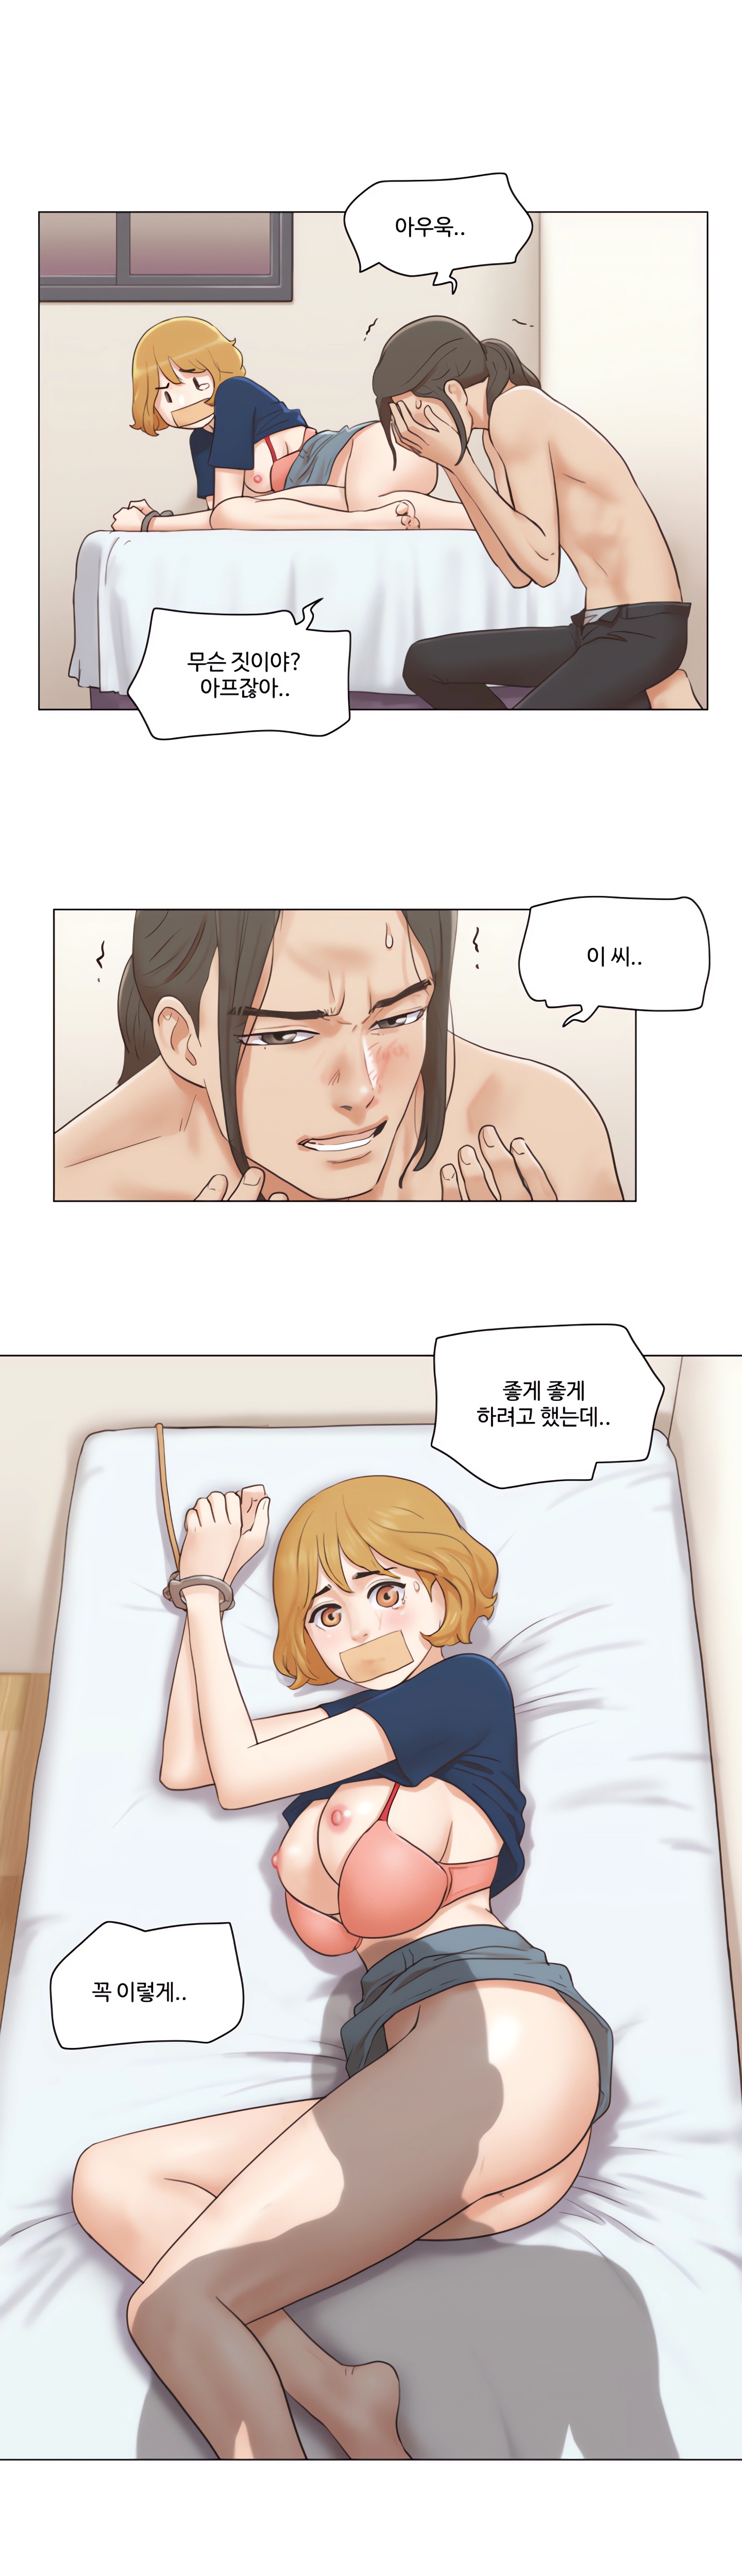 아우욱..
무슨 짓이야?
아프잖아..
이 씨..
좋게 좋게
하려고 했는데..
꼭 이렇게..